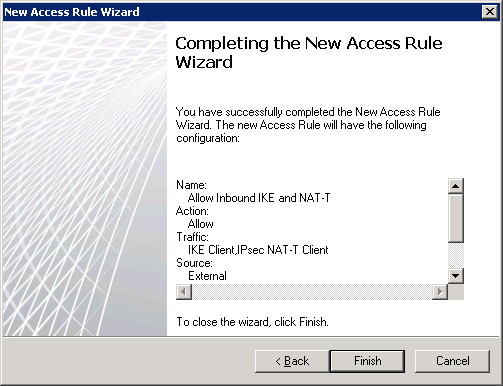 New Access Rule Wizard
Completing the New Access Rule
Wizard
You have successfully completed the New Access Rule
Wizard. The new Access Rule will have the following
configuration:
Name:
Allow Inbound IKE and NAT-T
Action:
Allow
Traffic:
IKE Client,IPsec NAT-T Client
Source:
External
To close the wizard, click Finish.
< Back
Finish
Cancel